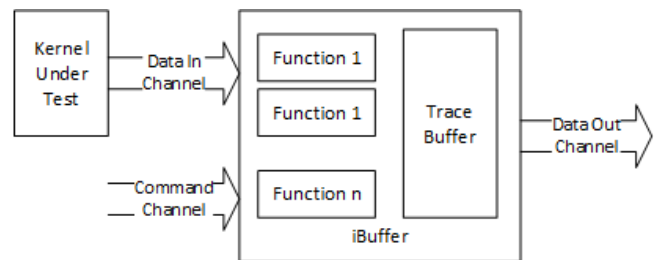 Kernel
Under
Test
Data In
Channel
Command
Channel
Function 1
Function 1
Function n
Trace
Buffer
iBuffer
Data Out
Channel